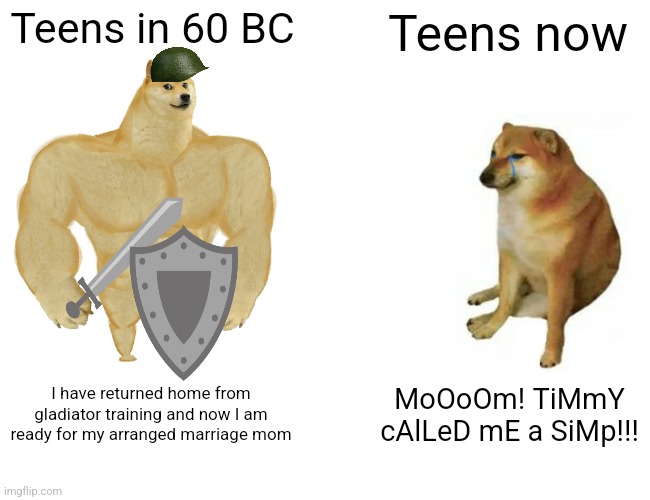 Teens in 60 BC
Teens now
I have returned home from
gladiator training and now I am
ready for my arranged marriage mom
MoOoOm! TiMmY
cAlLeD mE a SiMp!!!
imgflip.com